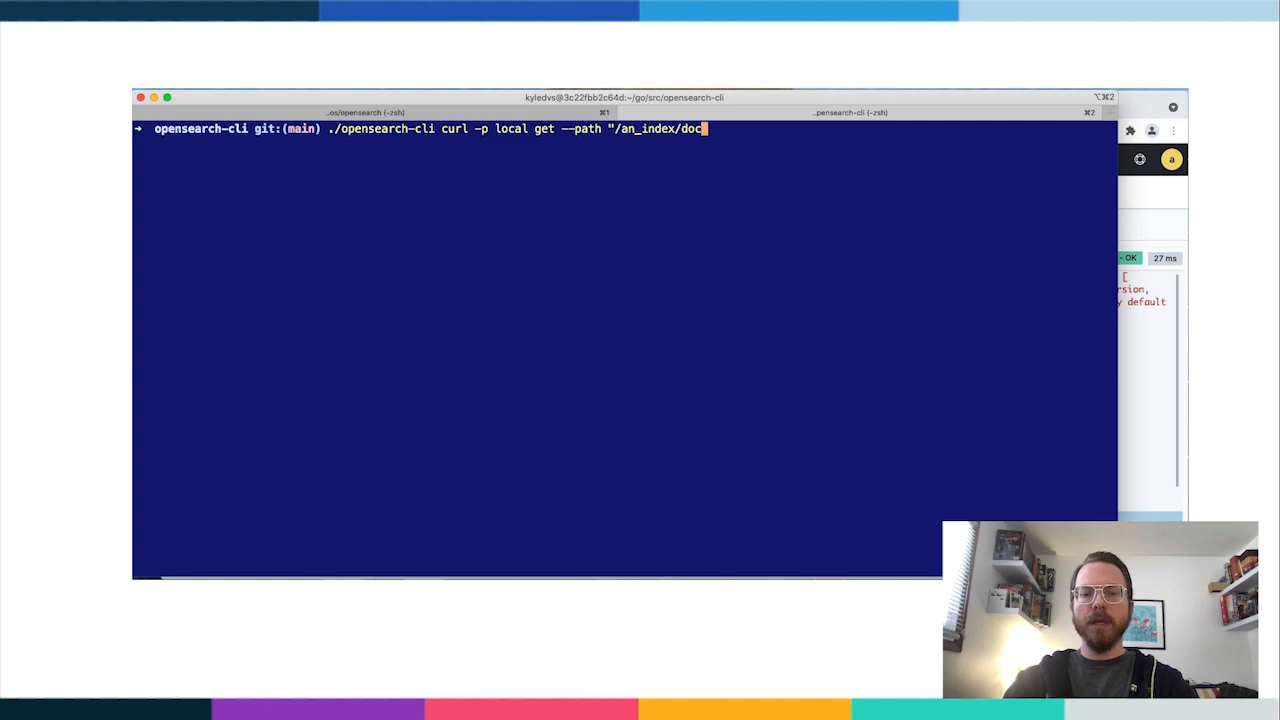 kyledvs@3c22fbb2c64d:~/go/src/opensearch-cli
⌥⌘2
..os/opensearch (-zsh)
⌘1
..pensearch-cli (-zsh)
⌘2
➜ opensearch-cli git:(main) ./opensearch-cli curl -p local get --path "/an_index/doc
a
- OK
27 ms
[
rsion,
y default